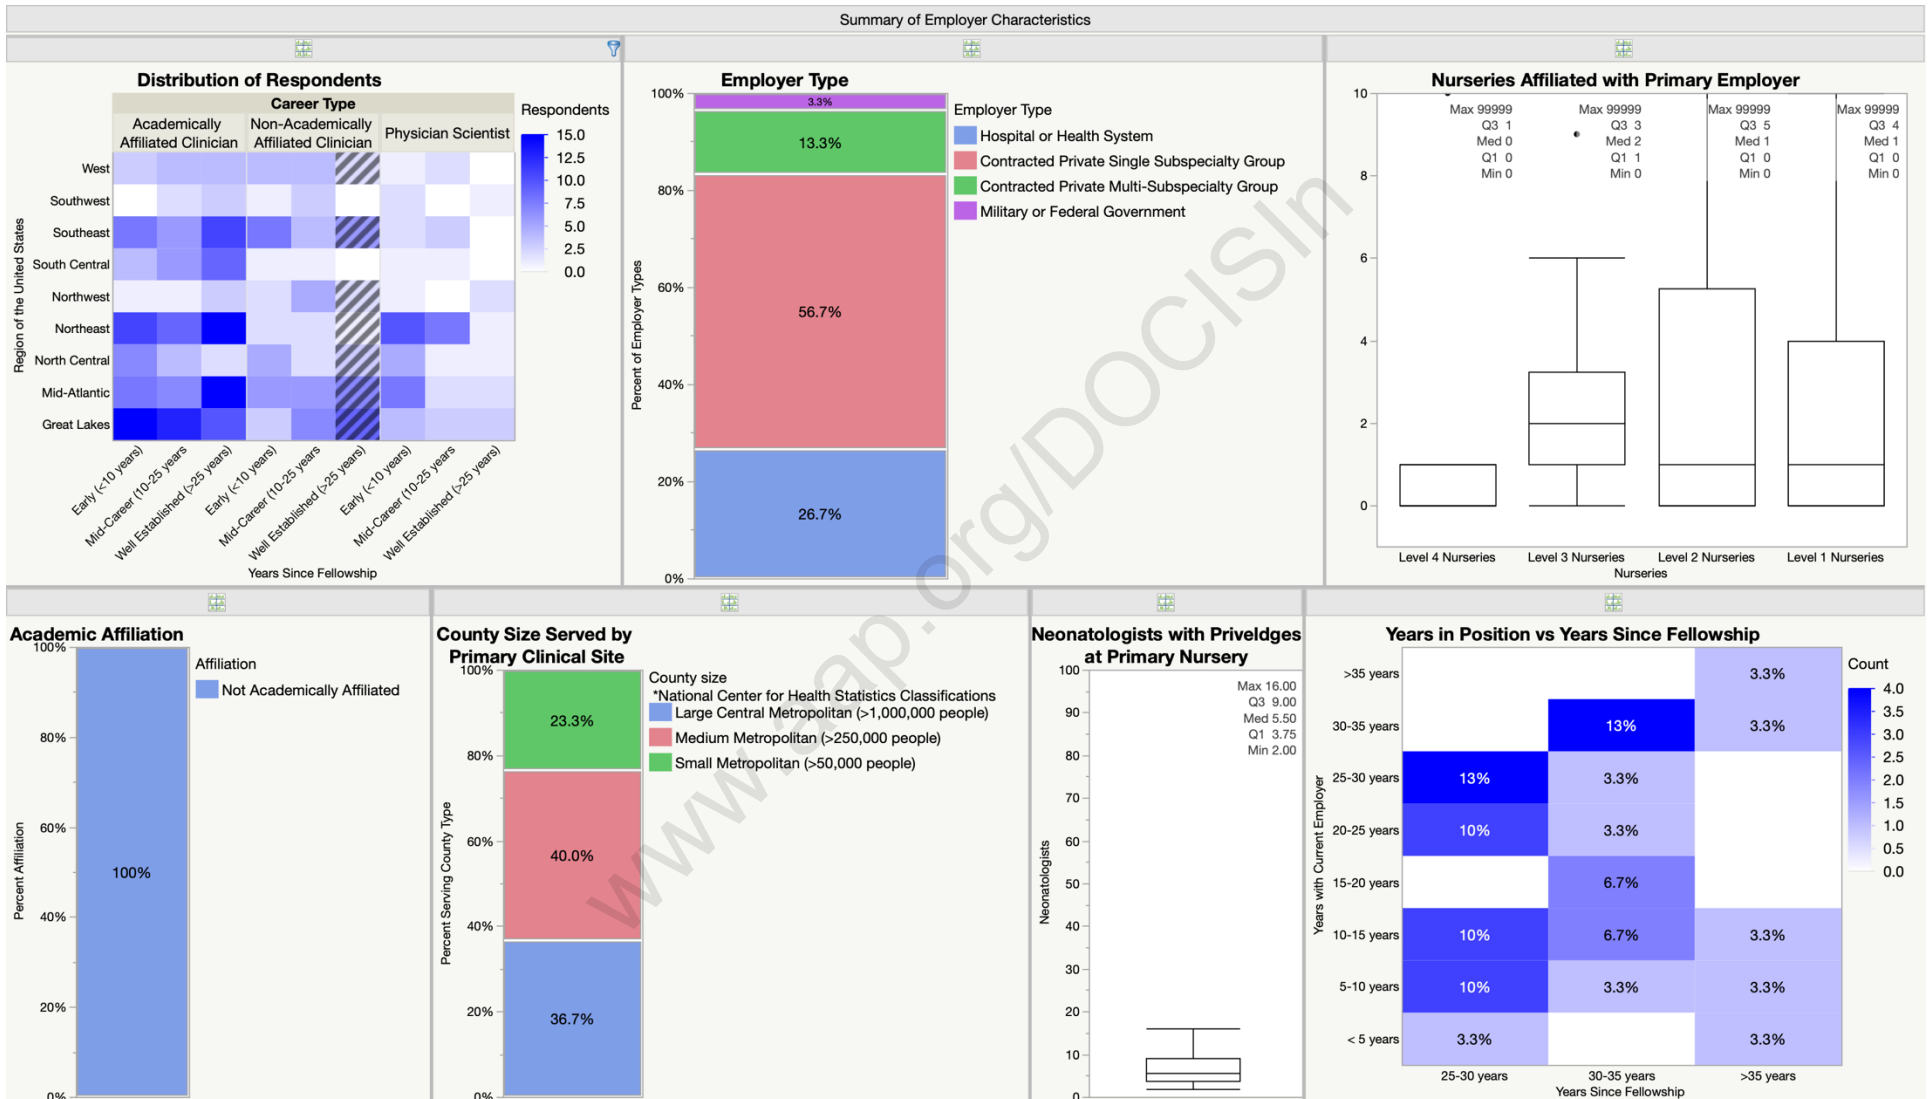 Summary of Employer Characteristics
Distribution of Respondents
Career Type
Academically
Affiliated Clinician
Non-Academically
Affiliated Clinician
Physician Scientist
Respondents
15.0
12.5
10.0
7.5
5.0
2.5
0.0
Region of the United States
West
Southwest
Southeast
South Central
Northwest
Northeast
North Central
Mid-Atlantic
Great Lakes
Early (<10 years)
Mid-Career (10-25 years
Well Established (>25 years)
Early (<10 years)
Mid-Career (10-25 years
Well Established (>25 years)
Early (<10 years)
Mid-Career (10-25 years
Well Established (>25 years)
Years Since Fellowship
Employer Type
Percent of Employer Types
100%
80%
60%
40%
20%
0%
3.3%
13.3%
56.7%
26.7%
Employer Type
Hospital or Health System
Contracted Private Single Subspecialty Group
Contracted Private Multi-Subspecialty Group
Military or Federal Government
Nurseries Affiliated with Primary Employer
10
8
6
4
2
0
Max 99999
Q3 1
Med 0
Q1 0
Min 0
Max 99999
Q3 3
Med 2
Q1 1
Min 0
Max 99999
Q3 5
Med 1
Q1 0
Min 0
Max 99999
Q3 4
Med 1
Q1 0
Min 0
Level 4 Nurseries
Level 3 Nurseries
Level 2 Nurseries
Level 1 Nurseries
Nurseries
Academic Affiliation
Percent Affiliation
100%
80%
60%
40%
20%
0%
100%
Affiliation
Not Academically Affiliated
County Size Served by
Primary Clinical Site
Percent Serving County Type
100%
80%
60%
40%
20%
0%
23.3%
40.0%
36.7%
County size
*National Center for Health Statistics Classifications
Large Central Metropolitan (>1,000,000 people)
Medium Metropolitan (>250,000 people)
Small Metropolitan (>50,000 people)
Neonatologists with Priveldges
at Primary Nursery
Neonatologists
100
90
80
70
60
50
40
30
20
10
0
Max 16.00
Q3 9.00
Med 5.50
Q1 3.75
Min 2.00
Years in Position vs Years Since Fellowship
Years with Current Employer
>35 years
3.3%
30-35 years
13%
3.3%
25-30 years
13%
3.3%
20-25 years
10%
3.3%
15-20 years
6.7%
10-15 years
10%
6.7%
3.3%
5-10 years
10%
3.3%
3.3%
< 5 years
3.3%
3.3%
25-30 years
30-35 years
>35 years
Years Since Fellowship
Count
4.0
3.5
3.0
2.5
2.0
1.5
1.0
0.5
0.0
www.aap.org/DOCISIn